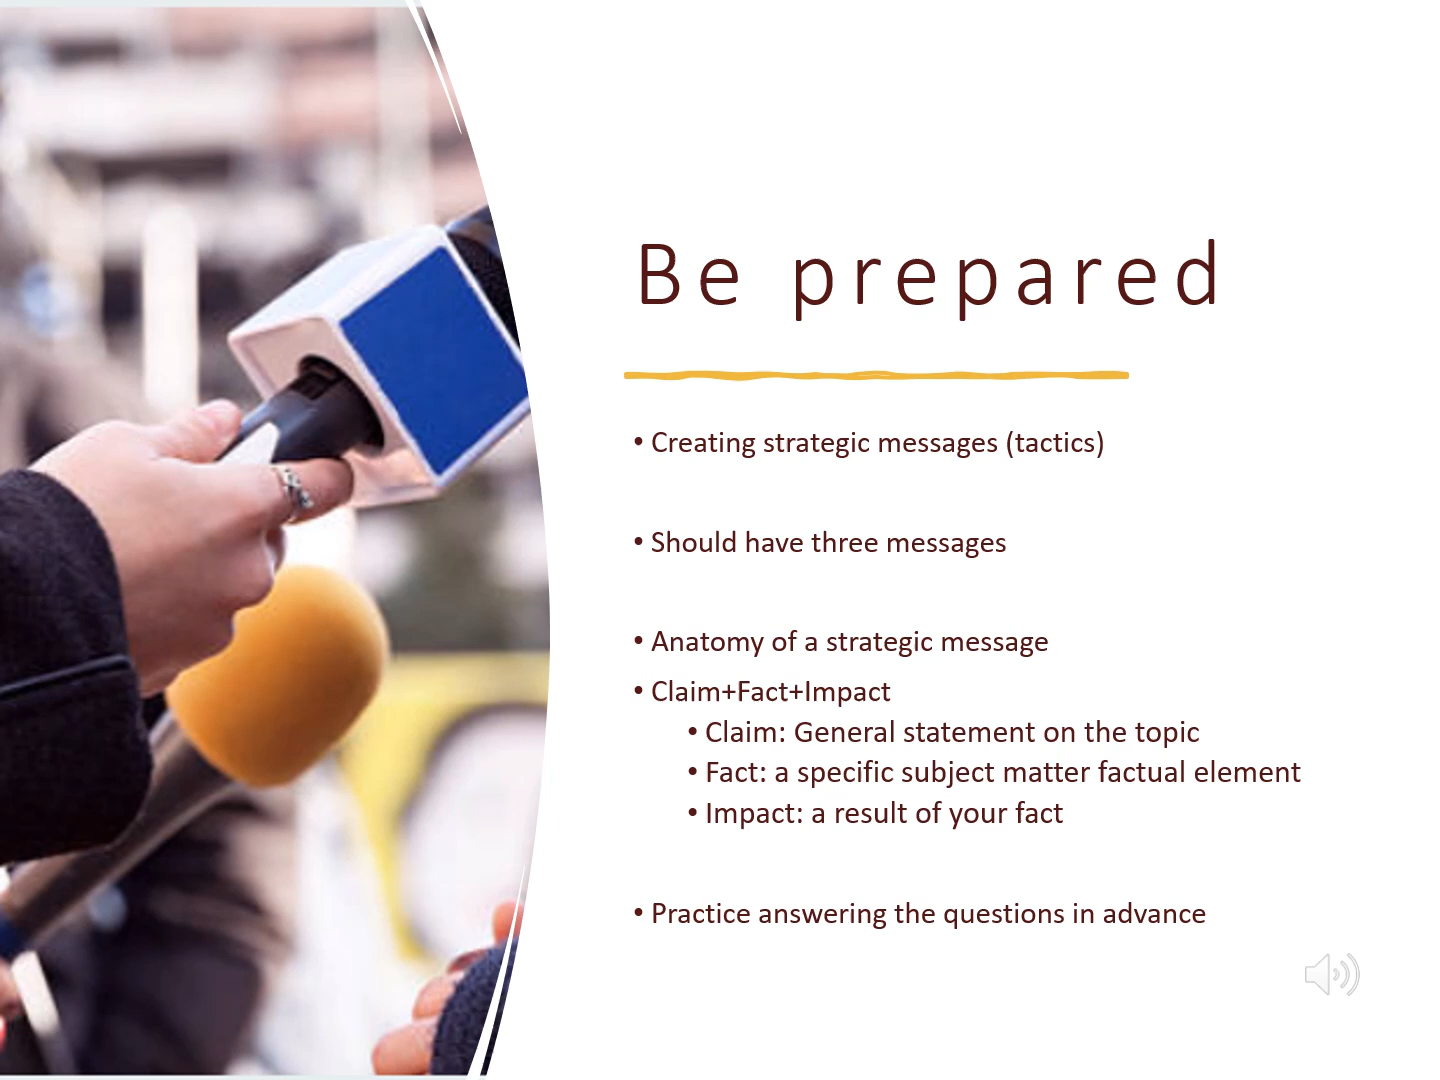 Be prepared
• Creating strategic messages (tactics)
• Should have three messages
• Anatomy of a strategic message
• Claim+Fact+Impact
• Claim: General statement on the topic
• Fact: a specific subject matter factual element
• Impact: a result of your fact
• Practice answering the questions in advance